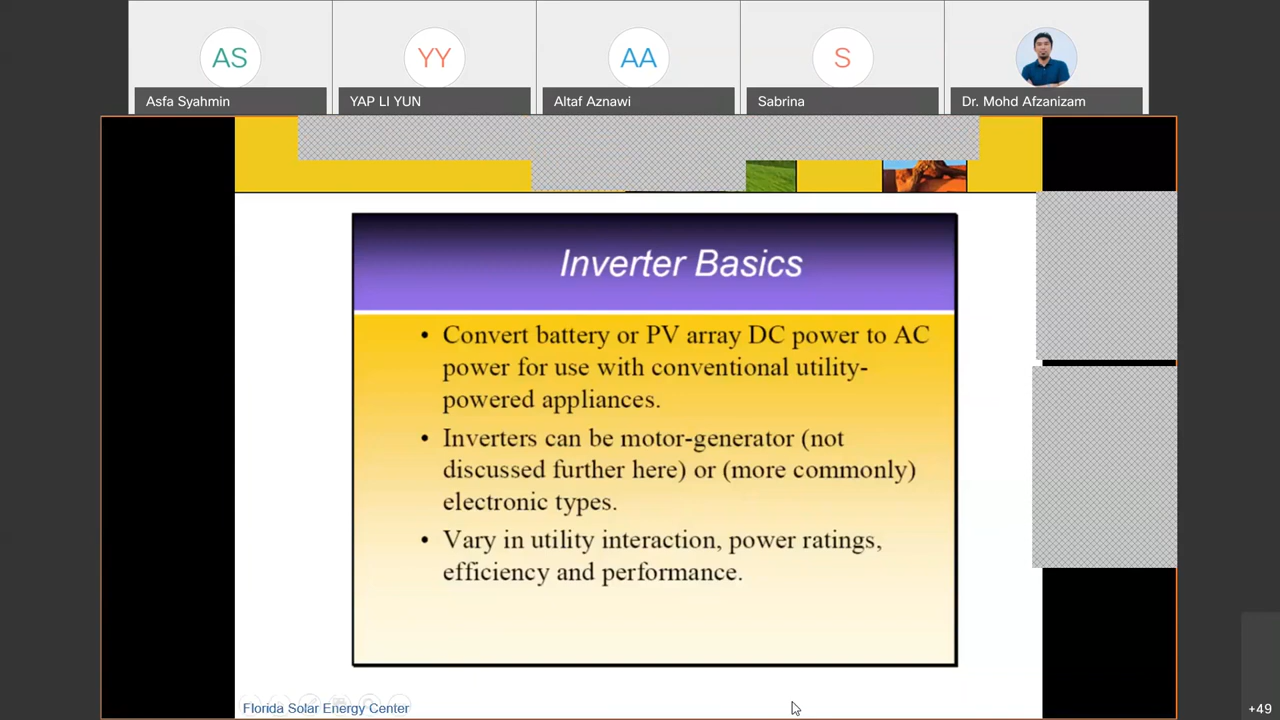 AS
YY
AA
S
Asfa Syahmin
YAP LI YUN
Altaf Aznawi
Sabrina
Dr. Mohd Afzanizam
Inverter Basics
• Convert battery or PV array DC power to AC
power for use with conventional utility-
powered appliances.
• Inverters can be motor-generator (not
discussed further here) or (more commonly)
electronic types.
• Vary in utility interaction, power ratings,
efficiency and performance.
Florida Solar Energy Center
+49